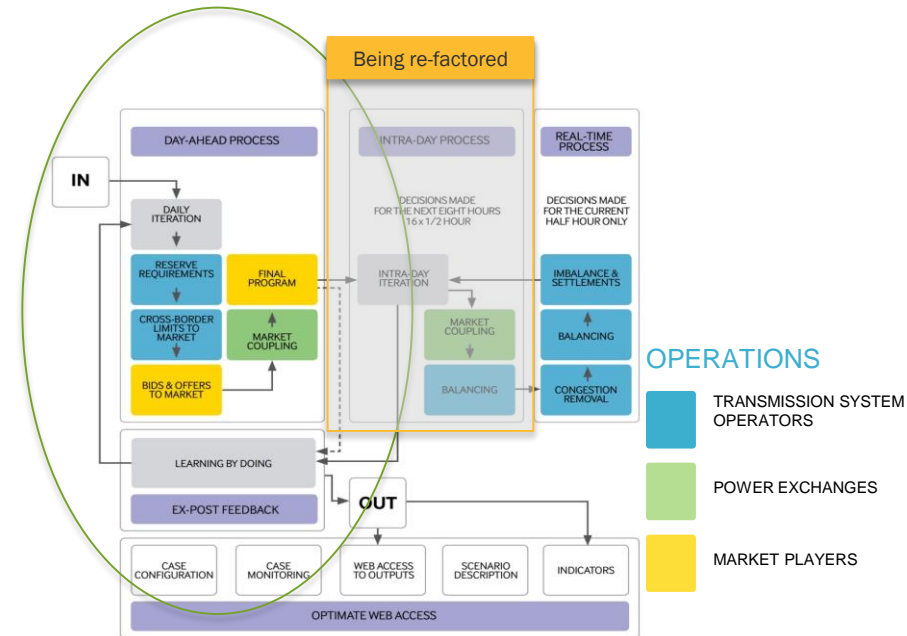 Being re-factored
DAY-AHEAD PROCESS
INTRA-DAY PROCESS
REAL-TIME
PROCESS
IN
DECISIONS MADE
FOR THE NEXT EIGHT HOURS
16 x 1/2 HOUR
DECISIONS MADE
FOR THE CURRENT
HALF HOUR ONLY
DAILY
ITERATION
RESERVE
REQUIREMENTS
FINAL
PROGRAM
INTRA-DAY
ITERATION
IMBALANCE &
SETTLEMENTS
CROSS-BORDER
LIMITS TO
MARKET
MARKET
COUPLING
MARKET
COUPLING
BALANCING
BIDS & OFFERS
TO MARKET
BALANCING
CONGESTION
REMOVAL
OPERATIONS
TRANSMISSION SYSTEM
OPERATORS
POWER EXCHANGES
MARKET PLAYERS
LEARNING BY DOING
EX-POST FEEDBACK
OUT
CASE
CONFIGURATION
CASE
MONITORING
WEB ACCESS
TO OUTPUTS
SCENARIO
DESCRIPTION
INDICATORS
OPTIMATE WEB ACCESS